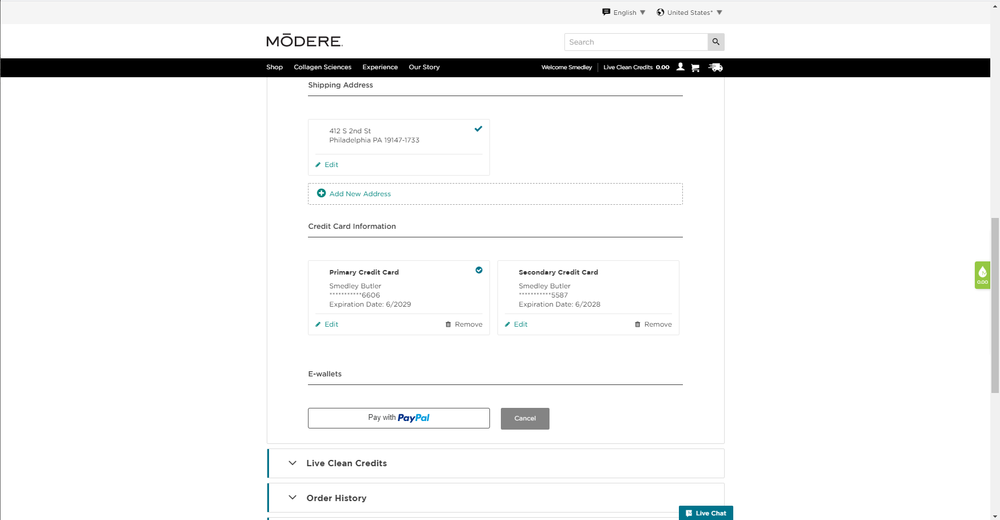 English
United States*
MŌDERE.
Search
Shop Collagen Sciences Experience Our Story
Welcome Smedley
Live Clean Credits 0.00
Shipping Address
412 S 2nd St
Philadelphia PA 19147-1733
Edit
Add New Address
Credit Card Information
Primary Credit Card
Smedley Butler
***********6606
Expiration Date: 6/2029
Edit
Remove
Secondary Credit Card
Smedley Butler
***********5587
Expiration Date: 6/2028
Edit
Remove
M
0.00
E-wallets
Pay with PayPal
Cancel
Live Clean Credits
Order History
Live Chat